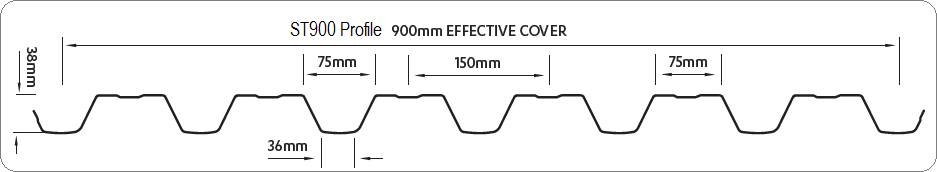 ST900 Profile 900mm EFFECTIVE COVER
38mm
75mm
150mm
75mm
36mm